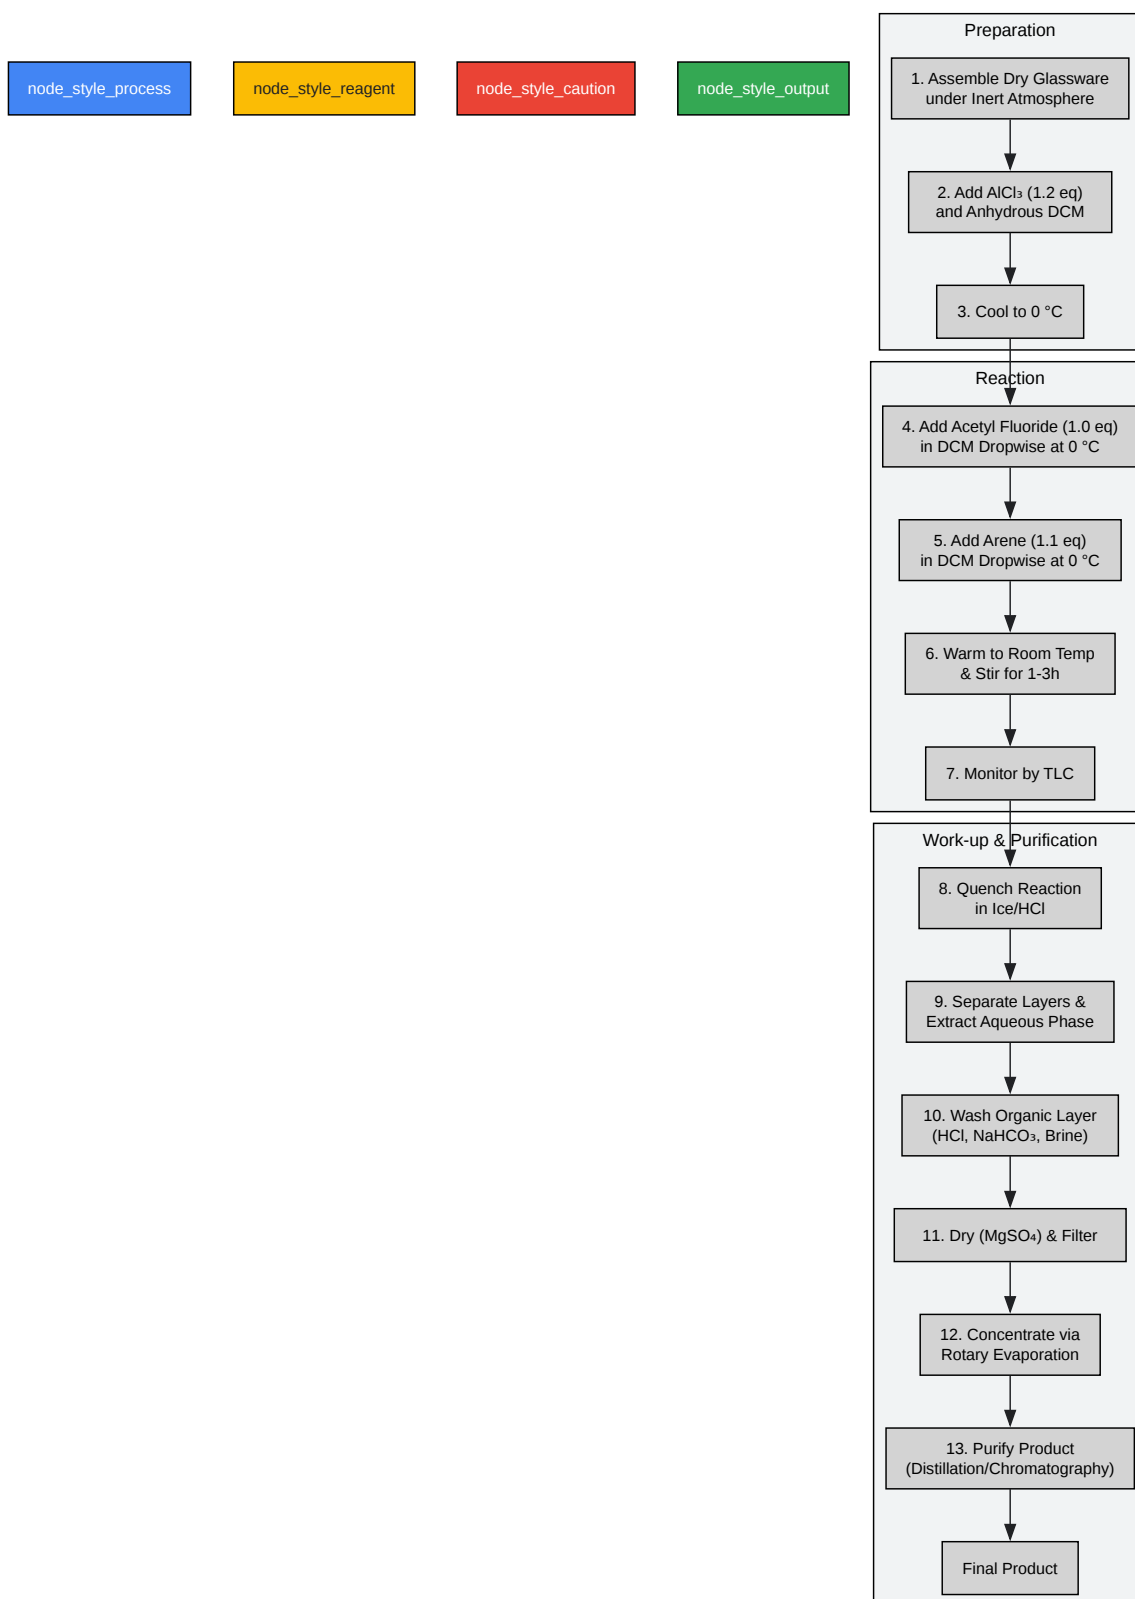 node_style_process
node_style_reagent
node_style_caution
node_style_output
Preparation
1. Assemble Dry Glassware
under Inert Atmosphere
2. Add AlCl₃ (1.2 eq)
and Anhydrous DCM
3. Cool to 0 °C
Reaction
4. Add Acetyl Fluoride (1.0 eq)
in DCM Dropwise at 0 °C
5. Add Arene (1.1 eq)
in DCM Dropwise at 0 °C
6. Warm to Room Temp
& Stir for 1-3h
7. Monitor by TLC
Work-up & Purification
8. Quench Reaction
in Ice/HCl
9. Separate Layers &
Extract Aqueous Phase
10. Wash Organic Layer
(HCl, NaHCO₃, Brine)
11. Dry (MgSO₄) & Filter
12. Concentrate via
Rotary Evaporation
13. Purify Product
(Distillation/Chromatography)
Final Product